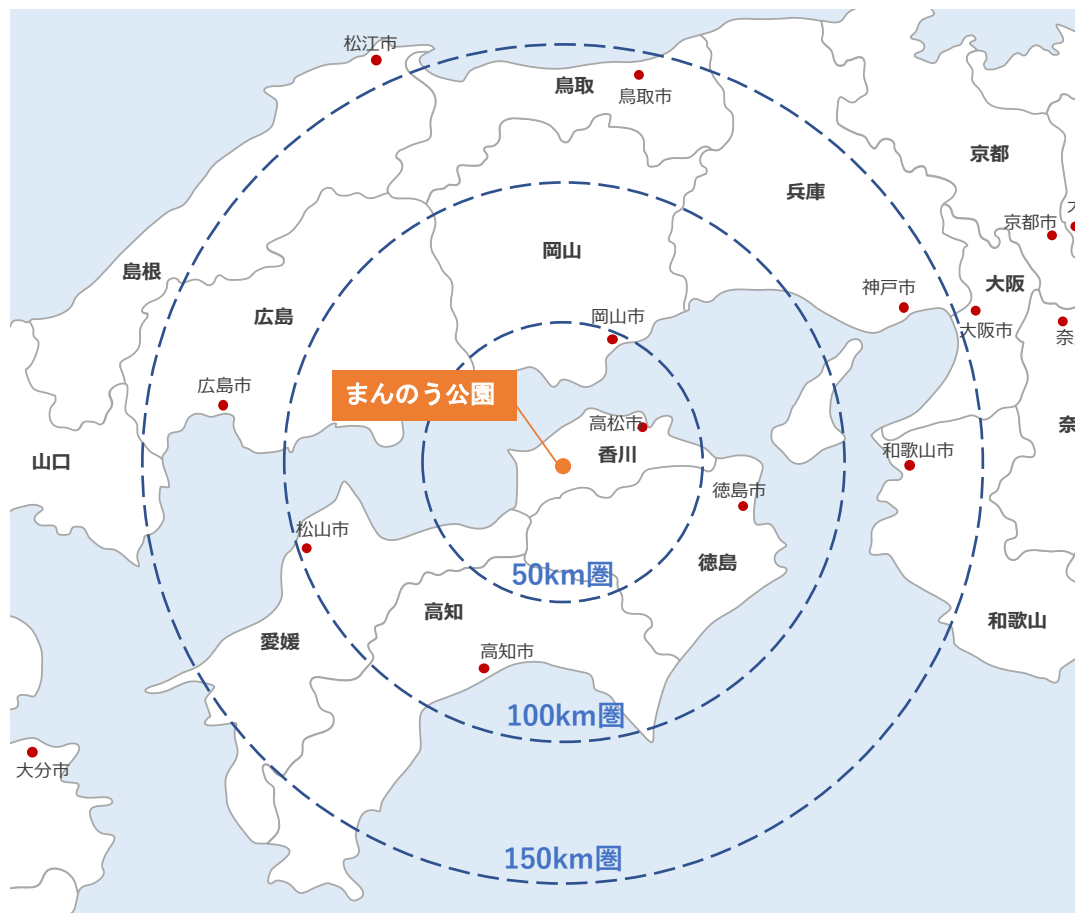 松江市
鳥取
鳥取市
京都
兵庫
京都市
岡山
島根
大阪
神戸市
広島
岡山市
大阪市
広島市
まんのう公園
高松市
香川
山口
和歌山市
徳島市
松山市
徳島
50km圏
高知
愛媛
高知市
和歌山
100km圏
大分市
150km圏